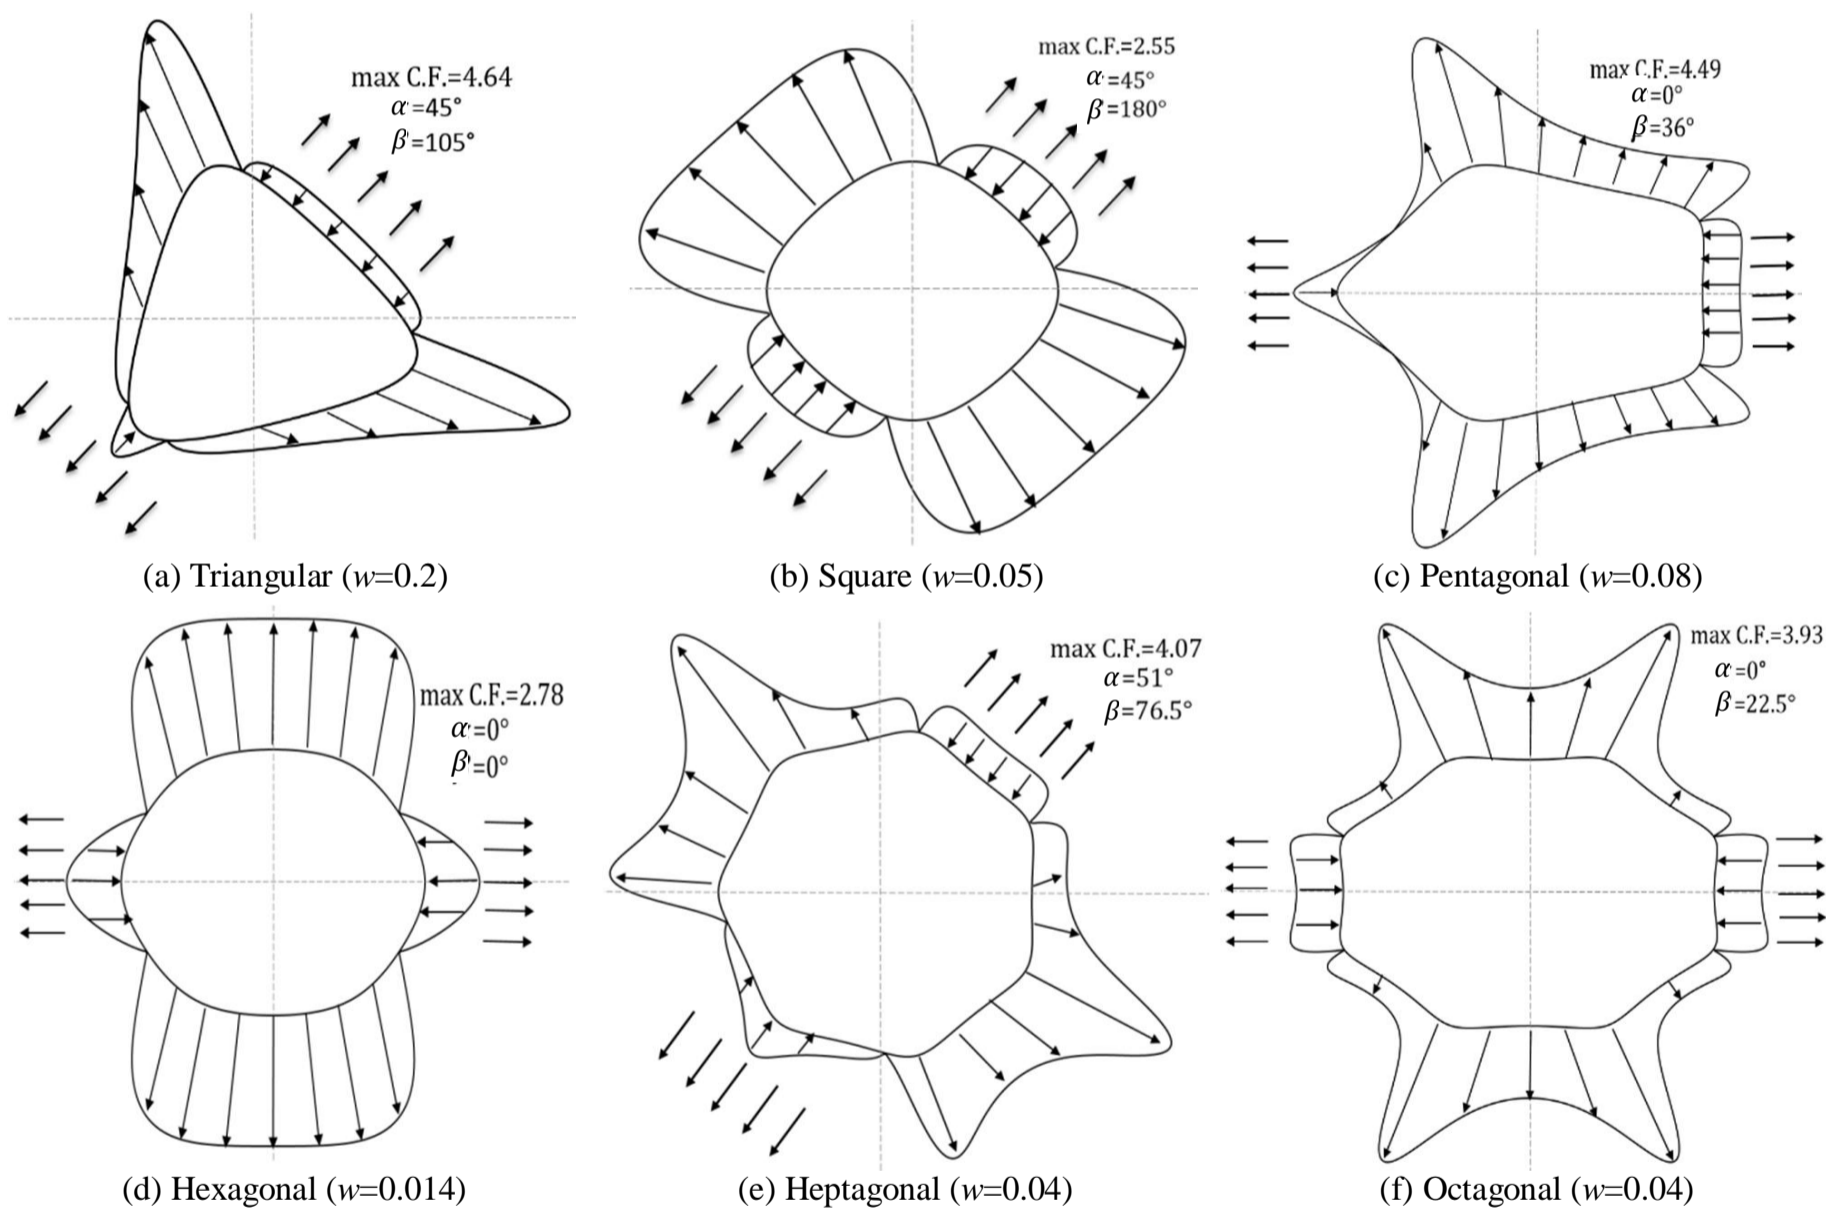 max C.F.=4.64
α=45°
β=105°
(a) Triangular (w=0.2)
max C.F.=2.55
α=45°
β=180°
(b) Square (w=0.05)
max C.F.=4.49
α=0°
β=36°
(c) Pentagonal (w=0.08)
max C.F.=2.78
α=0°
β=0°
(d) Hexagonal (w=0.014)
max C.F.=4.07
α=51°
β=76.5°
(e) Heptagonal (w=0.04)
max C.F.=3.93
α=0°
β=22.5°
(f) Octagonal (w=0.04)